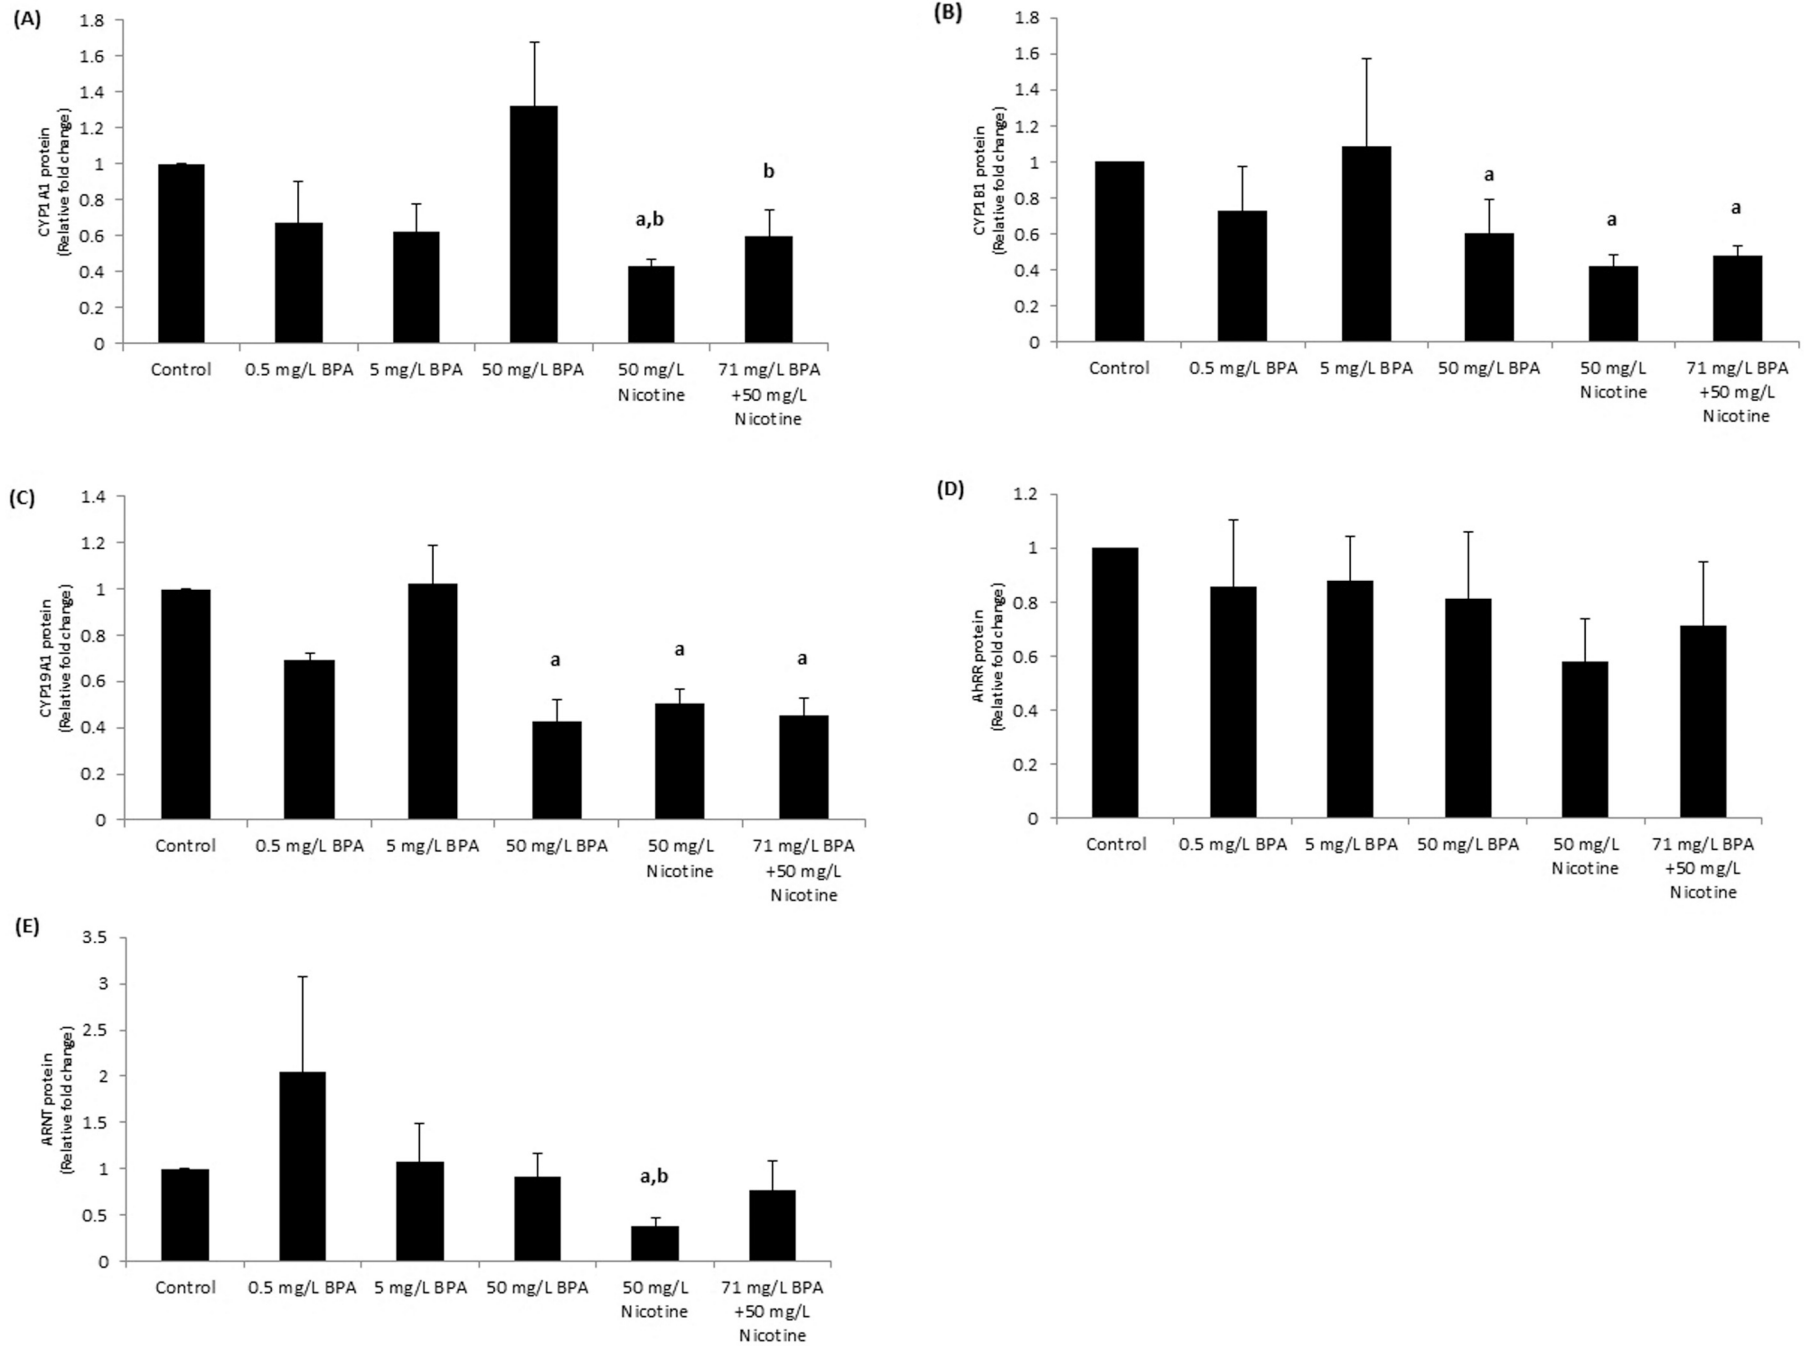 (A)
CYP1A1 protein
(Relative fold change)
1.8
1.6
1.4
1.2
1
0.8
0.6
0.4
0.2
0
a,b
b
Control
0.5 mg/L BPA
5 mg/L BPA
50 mg/L BPA
50 mg/L
Nicotine
71 mg/L BPA
+50 mg/L
Nicotine
(B)
CYP1B1 protein
(Relative fold change)
1.8
1.6
1.4
1.2
1
0.8
0.6
0.4
0.2
0
a
a
a
Control
0.5 mg/L BPA
5 mg/L BPA
50 mg/L BPA
50 mg/L
Nicotine
71 mg/L BPA
+50 mg/L
Nicotine
(C)
CYP19A1 protein
(Relative fold change)
1.4
1.2
1
0.8
0.6
0.4
0.2
0
a
a
a
Control
0.5 mg/L BPA
5 mg/L BPA
50 mg/L BPA
50 mg/L
Nicotine
71 mg/L BPA
+50 mg/L
Nicotine
(D)
AhRR protein
(Relative fold change)
1.2
1
0.8
0.6
0.4
0.2
0
Control
0.5 mg/L BPA
5 mg/L BPA
50 mg/L BPA
50 mg/L
Nicotine
71 mg/L BPA
+50 mg/L
Nicotine
(E)
ARNT protein
(Relative fold change)
3.5
3
2.5
2
1.5
1
0.5
0
a,b
Control
0.5 mg/L BPA
5 mg/L BPA
50 mg/L BPA
50 mg/L
Nicotine
71 mg/L BPA
+50 mg/L
Nicotine